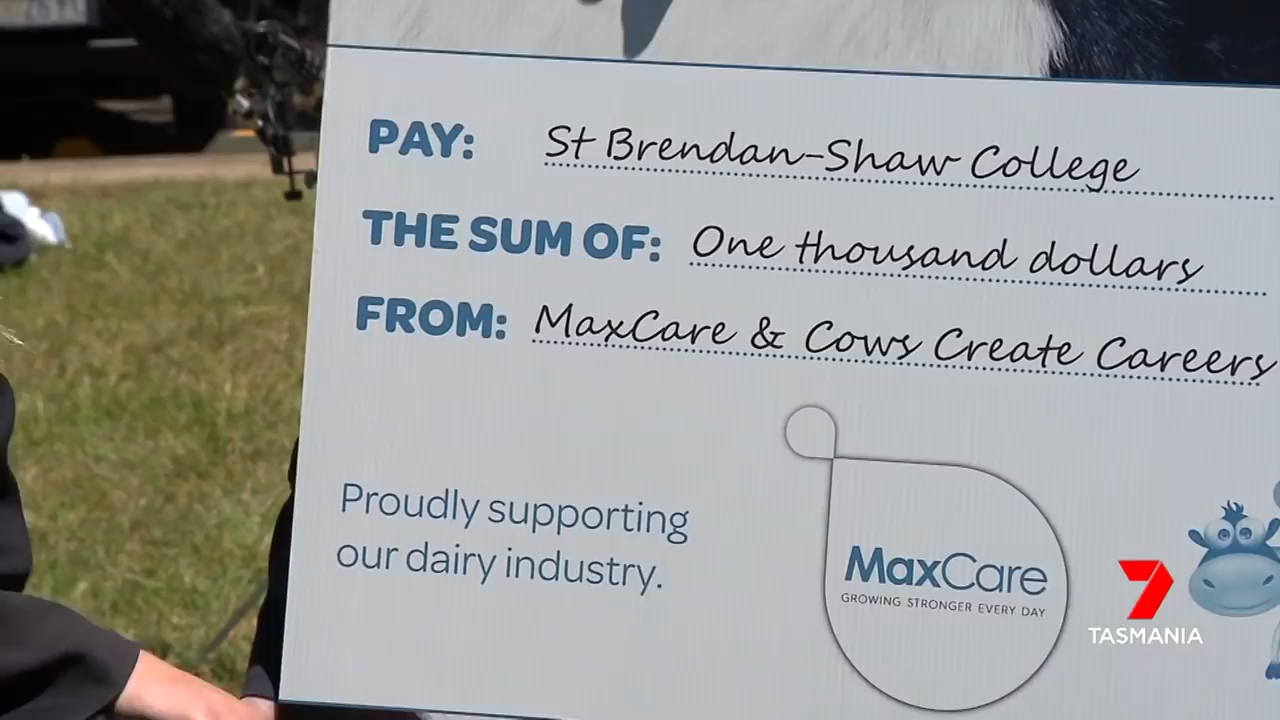 PAY: St Brendan-Shaw College
THE SUM OF: One thousand dollars
FROM: MaxCare & Cows Create Careers
Proudly supporting
our dairy industry.
MaxCare
GROWING STRONGER EVERY DAY
7
TASMANIA